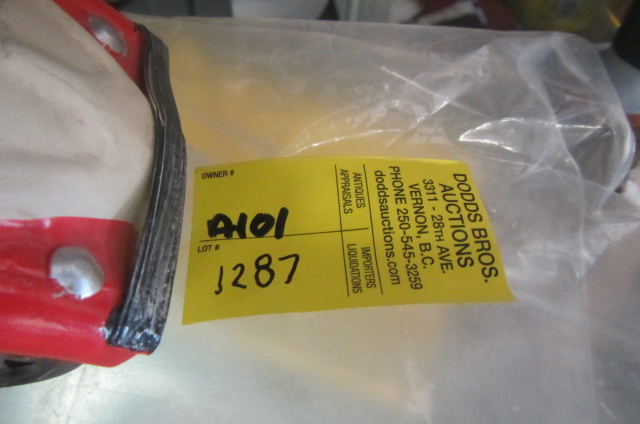 DODDS BROS.
AUCTIONS
3311 - 28TH AVE.
VERNON, B.C.
PHONE 250-545-3259
doddsauctions.com
ANTIQUES
APPRAISALS
IMPORTERS
LIQUIDATIONS
OWNER #
A101
LOT #
1287